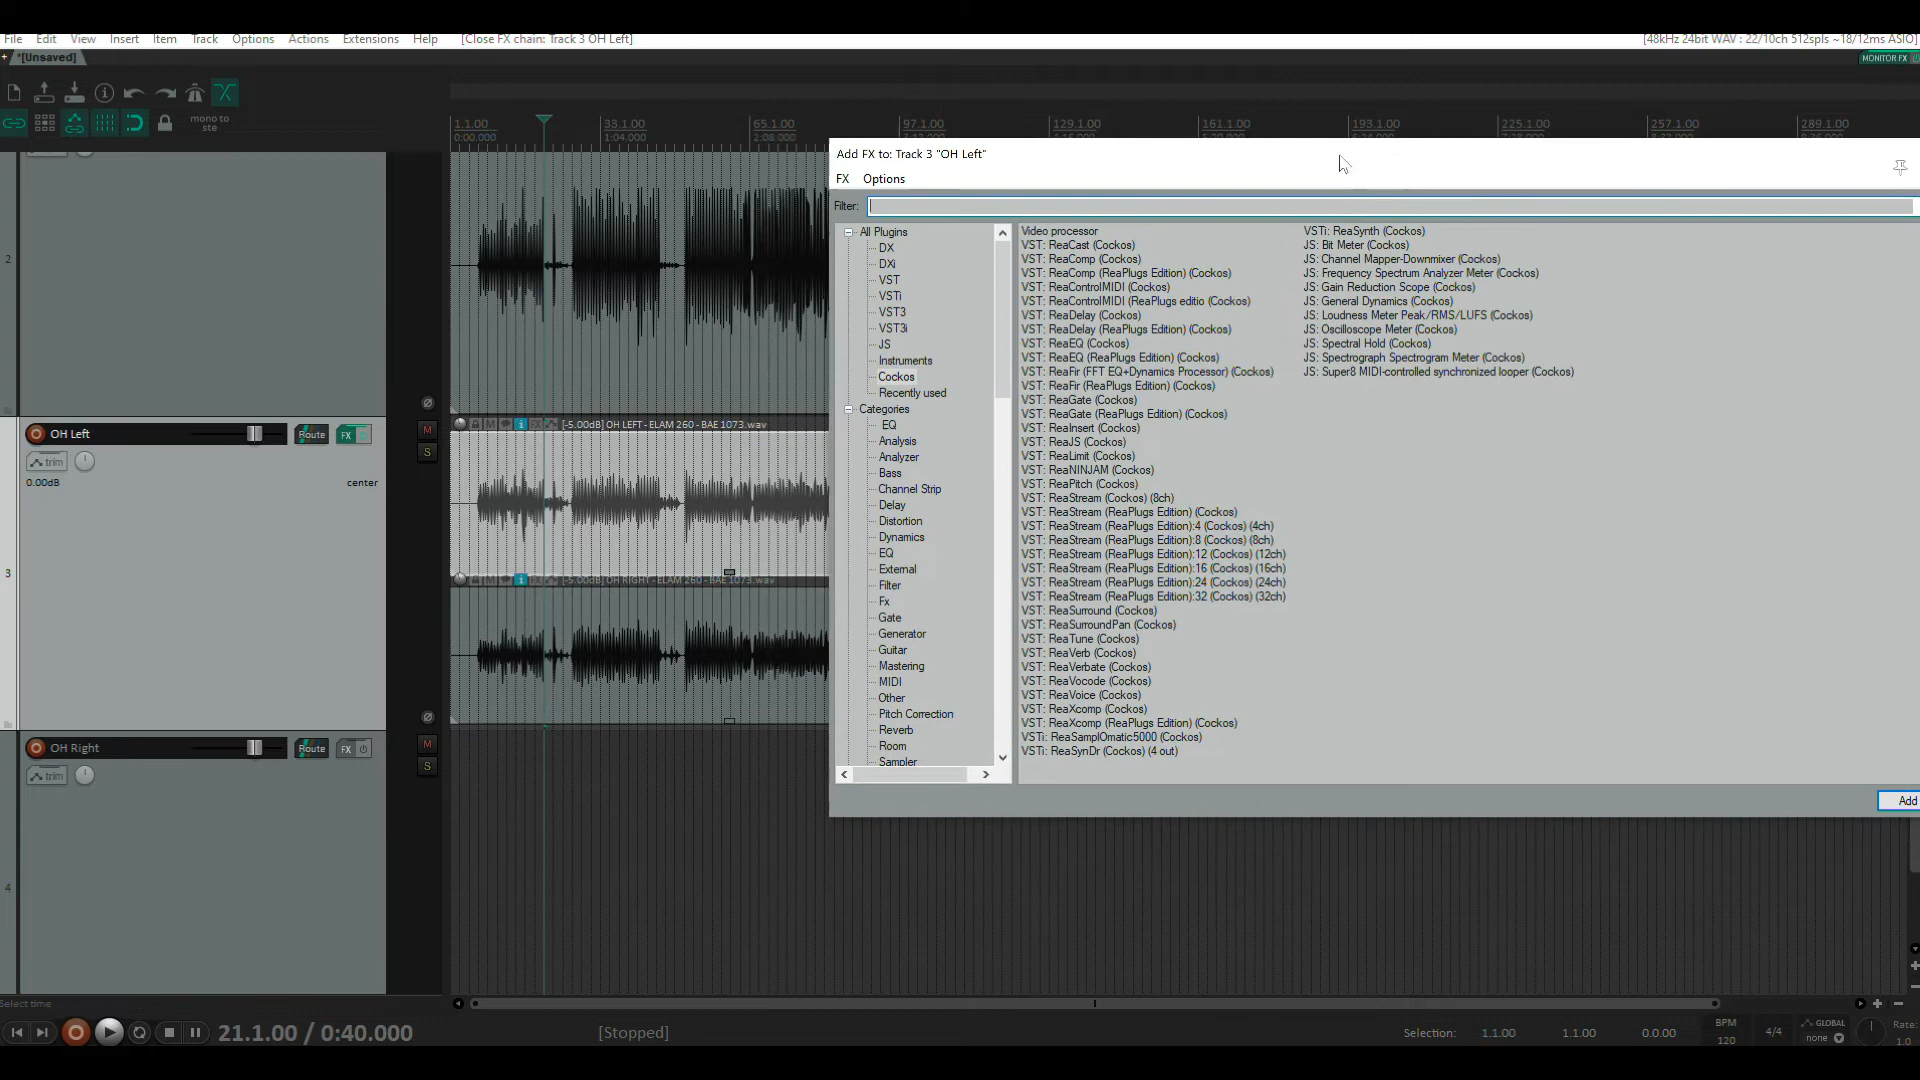 File Edit View Insert Item Track Options Actions Extensions Help [Close FX chain: Track 3 OH Left] [48kHz 24bit WAV : 22/10ch 512spls ~18/12ms ASIO]
*[Unsaved]
MONITOR FX
mono to
ste
1.1.00 33.1.00 65.1.00 97.1.00 129.1.00 161.1.00 193.1.00 225.1.00 257.1.00 289.1.00
0:00.000 1:04.000 2:08.000
2
OH Left Route FX M
S
trim
0.00dB center
3
[-5.00dB] OH LEFT - ELAM 260 - BAE 1073.wav
[-5.00dB] OH RIGHT - ELAM 260 - BAE 1073.wav
OH Right Route FX M
S
trim
4
Add FX to: Track 3 "OH Left"
FX Options
Filter:
All Plugins
DX
DXi
VST
VSTi
VST3
VST3i
JS
Instruments
Cockos
Recently used
Categories
EQ
Analysis
Analyzer
Bass
Channel Strip
Delay
Distortion
Dynamics
EQ
External
Filter
Fx
Gate
Generator
Guitar
Mastering
MIDI
Other
Pitch Correction
Reverb
Room
Sampler
Video processor
VST: ReaCast (Cockos)
VST: ReaComp (Cockos)
VST: ReaComp (ReaPlugs Edition) (Cockos)
VST: ReaControlMIDI (Cockos)
VST: ReaControlMIDI (ReaPlugs editio (Cockos)
VST: ReaDelay (Cockos)
VST: ReaDelay (ReaPlugs Edition) (Cockos)
VST: ReaEQ (Cockos)
VST: ReaEQ (ReaPlugs Edition) (Cockos)
VST: ReaFir (FFT EQ+Dynamics Processor) (Cockos)
VST: ReaFir (ReaPlugs Edition) (Cockos)
VST: ReaGate (Cockos)
VST: ReaGate (ReaPlugs Edition) (Cockos)
VST: ReaInsert (Cockos)
VST: ReaJS (Cockos)
VST: ReaLimit (Cockos)
VST: ReaNINJAM (Cockos)
VST: ReaPitch (Cockos)
VST: ReaStream (Cockos) (8ch)
VST: ReaStream (ReaPlugs Edition) (Cockos)
VST: ReaStream (ReaPlugs Edition):4 (Cockos) (4ch)
VST: ReaStream (ReaPlugs Edition):8 (Cockos) (8ch)
VST: ReaStream (ReaPlugs Edition):12 (Cockos) (12ch)
VST: ReaStream (ReaPlugs Edition):16 (Cockos) (16ch)
VST: ReaStream (ReaPlugs Edition):24 (Cockos) (24ch)
VST: ReaStream (ReaPlugs Edition):32 (Cockos) (32ch)
VST: ReaSurround (Cockos)
VST: ReaSurroundPan (Cockos)
VST: ReaTune (Cockos)
VST: ReaVerb (Cockos)
VST: ReaVerbate (Cockos)
VST: ReaVocode (Cockos)
VST: ReaVoice (Cockos)
VST: ReaXcomp (Cockos)
VST: ReaXcomp (ReaPlugs Edition) (Cockos)
VSTi: ReaSamplOmatic5000 (Cockos)
VSTi: ReaSynDr (Cockos) (4 out)
VSTi: ReaSynth (Cockos)
JS: Bit Meter (Cockos)
JS: Channel Mapper-Downmixer (Cockos)
JS: Frequency Spectrum Analyzer Meter (Cockos)
JS: Gain Reduction Scope (Cockos)
JS: General Dynamics (Cockos)
JS: Loudness Meter Peak/RMS/LUFS (Cockos)
JS: Oscilloscope Meter (Cockos)
JS: Spectral Hold (Cockos)
JS: Spectrograph Spectrogram Meter (Cockos)
JS: Super8 MIDI-controlled synchronized looper (Cockos)
Add
Select time
21.1.00 / 0:40.000 [Stopped] Selection: 1.1.00 1.1.00 0.0.00
BPM
120
4/4
GLOBAL
none
Rate:
1.0